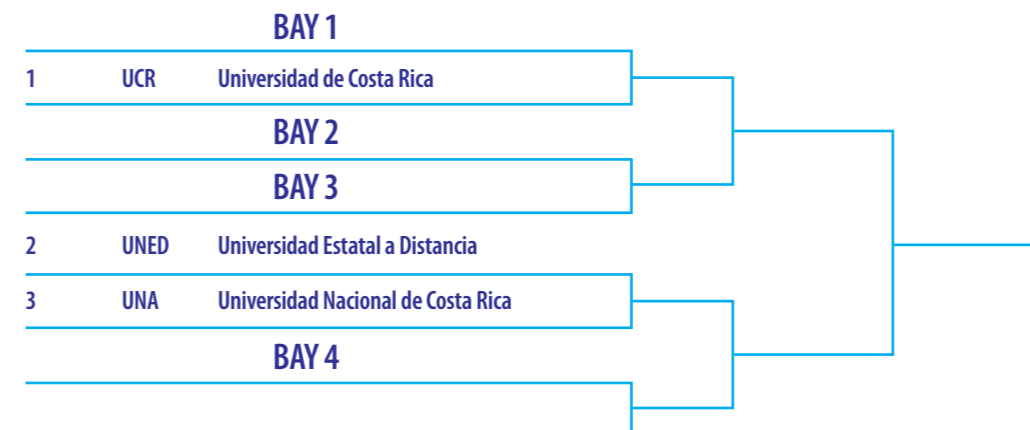 BAY 1
1 UCR Universidad de Costa Rica
BAY 2
BAY 3
2 UNED Universidad Estatal a Distancia
3 UNA Universidad Nacional de Costa Rica
BAY 4